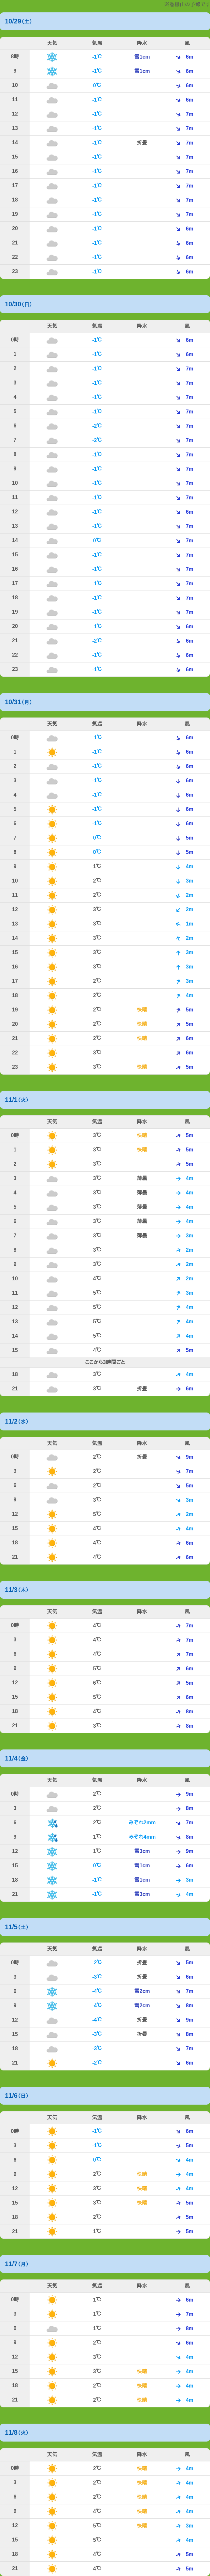 の予報です
10/29(土)
天気 気温 降水 風
8時 -1℃ 雪1cm 6m
9 -1℃ 雪1cm 6m
10 0℃ 6m
11 -1℃ 6m
12 -1℃ 7m
13 -1℃ 7m
14 -1℃ 折曇 7m
15 -1℃ 7m
16 -1℃ 7m
17 -1℃ 7m
18 -1℃ 7m
19 -1℃ 7m
20 -1℃ 6m
21 -1℃ 6m
22 -1℃ 6m
23 -1℃ 6m
10/30(日)
天気 気温 降水 風
0時 -1℃ 6m
1 -1℃ 6m
2 -1℃ 7m
3 -1℃ 7m
4 -1℃ 7m
5 -1℃ 7m
6 -2℃ 7m
7 -2℃ 7m
8 -1℃ 7m
9 -1℃ 7m
10 -1℃ 7m
11 -1℃ 7m
12 -1℃ 6m
13 -1℃ 7m
14 0℃ 7m
15 -1℃ 7m
16 -1℃ 7m
17 -1℃ 7m
18 -1℃ 7m
19 -1℃ 7m
20 -1℃ 6m
21 -2℃ 6m
22 -1℃ 6m
23 -1℃ 6m
10/31(月)
天気 気温 降水 風
0時 -1℃ 6m
1 -1℃ 6m
2 -1℃ 6m
3 -1℃ 6m
4 -1℃ 6m
5 -1℃ 6m
6 -1℃ 6m
7 0℃ 5m
8 0℃ 5m
9 1℃ 4m
10 2℃ 3m
11 2℃ 2m
12 3℃ 2m
13 3℃ 1m
14 3℃ 2m
15 3℃ 3m
16 3℃ 3m
17 2℃ 3m
18 2℃ 4m
19 2℃ 快晴 5m
20 2℃ 快晴 5m
21 2℃ 快晴 6m
22 3℃ 6m
23 3℃ 快晴 5m
11/1(火)
天気 気温 降水 風
0時 3℃ 快晴 5m
1 3℃ 快晴 5m
2 3℃ 5m
3 3℃ 薄曇 4m
4 3℃ 薄曇 4m
5 3℃ 薄曇 4m
6 3℃ 薄曇 4m
7 3℃ 薄曇 3m
8 3℃ 2m
9 3℃ 2m
10 4℃ 2m
11 5℃ 3m
12 5℃ 4m
13 5℃ 4m
14 5℃ 4m
15 4℃ 5m
ここから3時間ごと
18 3℃ 4m
21 3℃ 折曇 6m
11/2(水)
天気 気温 降水 風
0時 2℃ 折曇 9m
3 2℃ 7m
6 2℃ 5m
9 3℃ 3m
12 5℃ 2m
15 4℃ 4m
18 4℃ 6m
21 4℃ 6m
11/3(木)
天気 気温 降水 風
0時 4℃ 7m
3 4℃ 7m
6 4℃ 7m
9 5℃ 6m
12 6℃ 5m
15 5℃ 6m
18 4℃ 8m
21 3℃ 8m
11/4(金)
天気 気温 降水 風
0時 2℃ 9m
3 2℃ 8m
6 2℃ みぞれ2mm 7m
9 1℃ みぞれ4mm 8m
12 1℃ 雪3cm 9m
15 0℃ 雪1cm 6m
18 -1℃ 雪1cm 3m
21 -1℃ 雪3cm 4m
11/5(土)
天気 気温 降水 風
0時 -2℃ 折曇 5m
3 -3℃ 折曇 6m
6 -4℃ 雪2cm 7m
9 -4℃ 雪2cm 8m
12 -4℃ 折曇 9m
15 -3℃ 折曇 8m
18 -3℃ 7m
21 -2℃ 6m
11/6(日)
天気 気温 降水 風
0時 -1℃ 6m
3 -1℃ 5m
6 0℃ 4m
9 2℃ 快晴 4m
12 3℃ 快晴 4m
15 3℃ 快晴 5m
18 2℃ 5m
21 1℃ 5m
11/7(月)
天気 気温 降水 風
0時 1℃ 6m
3 1℃ 7m
6 1℃ 8m
9 2℃ 6m
12 3℃ 4m
15 3℃ 快晴 4m
18 2℃ 快晴 4m
21 2℃ 快晴 4m
11/8(火)
天気 気温 降水 風
0時 2℃ 快晴 4m
3 2℃ 快晴 4m
6 2℃ 快晴 4m
9 4℃ 快晴 4m
12 5℃ 快晴 3m
15 5℃ 4m
18 4℃ 5m
21 4℃ 5m